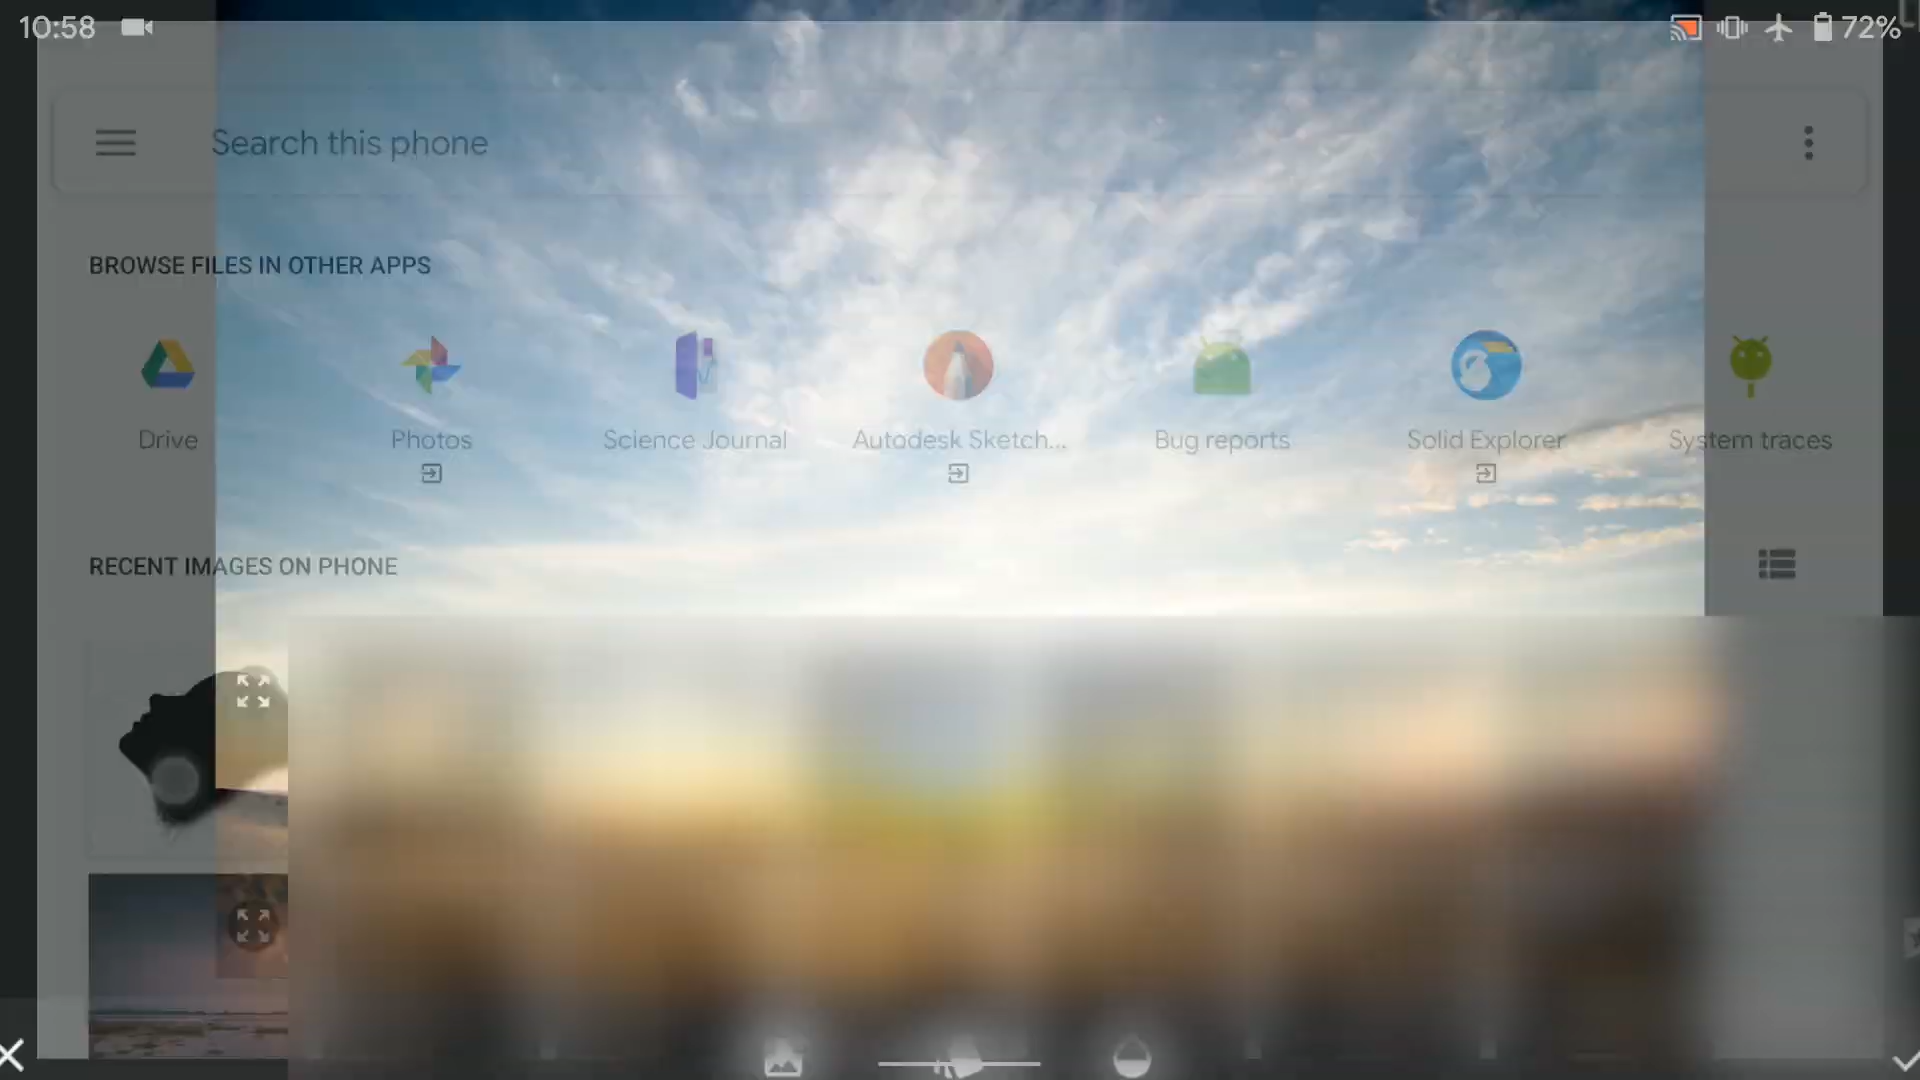 10:58
72%
Search this phone
BROWSE FILES IN OTHER APPS
Drive
Photos
Science Journal
Autodesk Sketch...
Bug reports
Solid Explorer
System traces
RECENT IMAGES ON PHONE